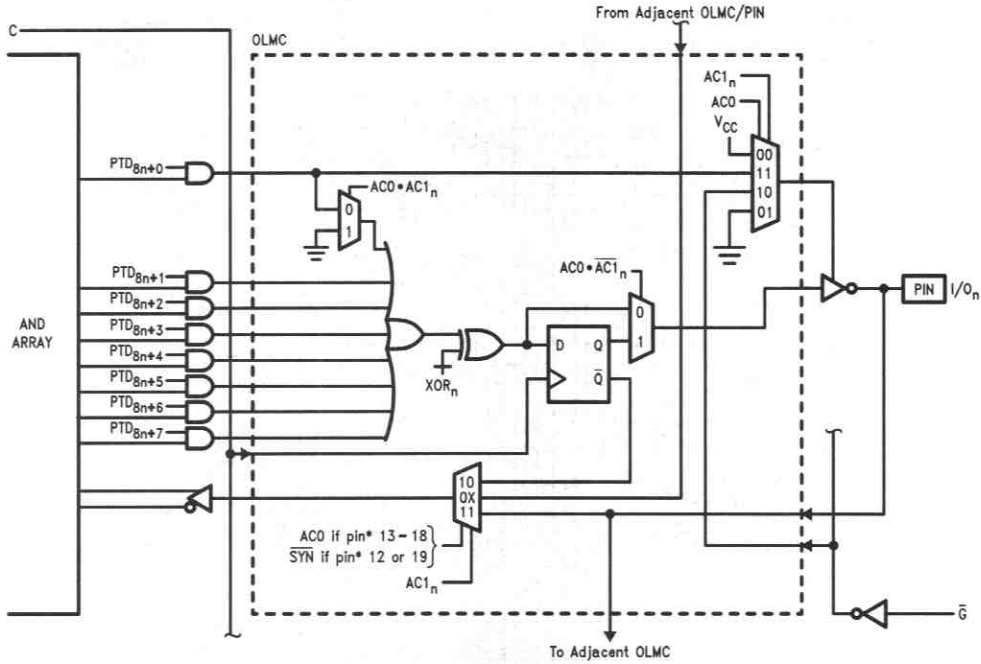 From Adjacent OLMC/PIN
C
OLMC
AC1n
AC0
VCC
00
11
10
01
PTD8n+0
AC0•AC1n
0
1
PTD8n+1
PTD8n+2
PTD8n+3
PTD8n+4
PTD8n+5
PTD8n+6
PTD8n+7
AND
ARRAY
XORn
D
Q
Q̅
AC0•A̅C̅1̅n
0
1
PIN
I/On
10
0X
11
AC0 if pin* 13-18
S̅Y̅N̅ if pin* 12 or 19
AC1n
G̅
To Adjacent OLMC